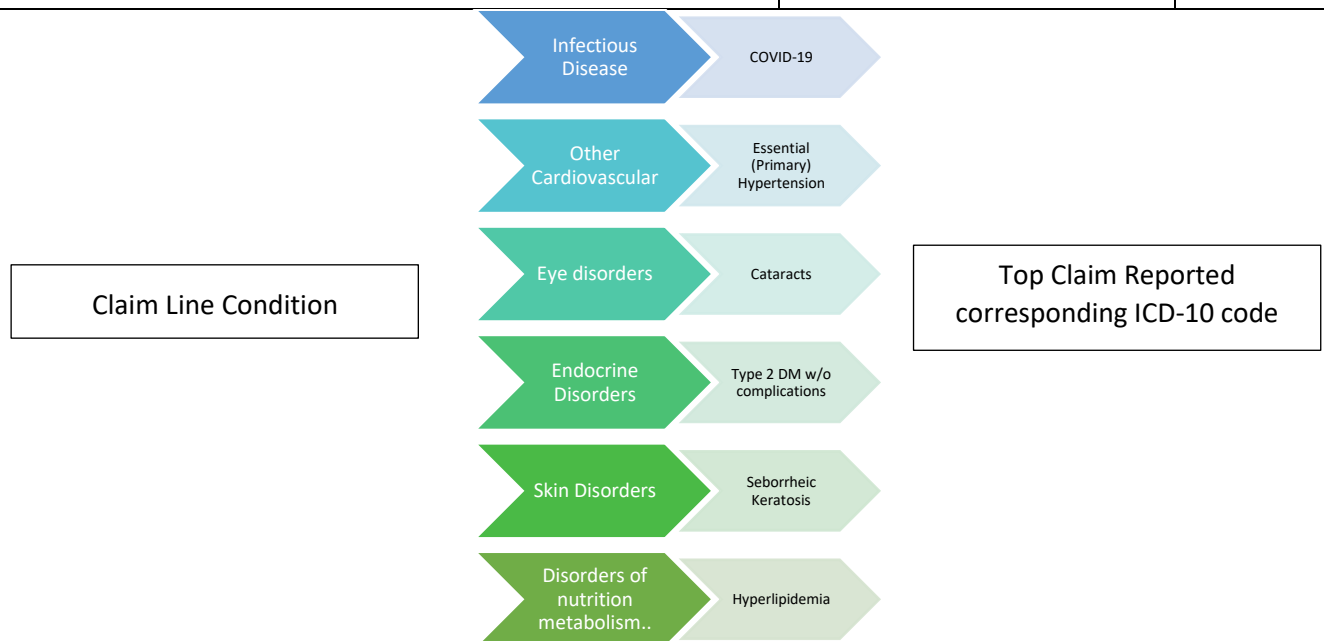 Infectious
Disease
COVID-19
Other
Cardiovascular
Essential
(Primary)
Hypertension
Eye disorders
Cataracts
Claim Line Condition
Top Claim Reported
corresponding ICD-10 code
Endocrine
Disorders
Type 2 DM w/o
complications
Skin Disorders
Seborrheic
Keratosis
Disorders of
nutrition
metabolism..
Hyperlipidemia